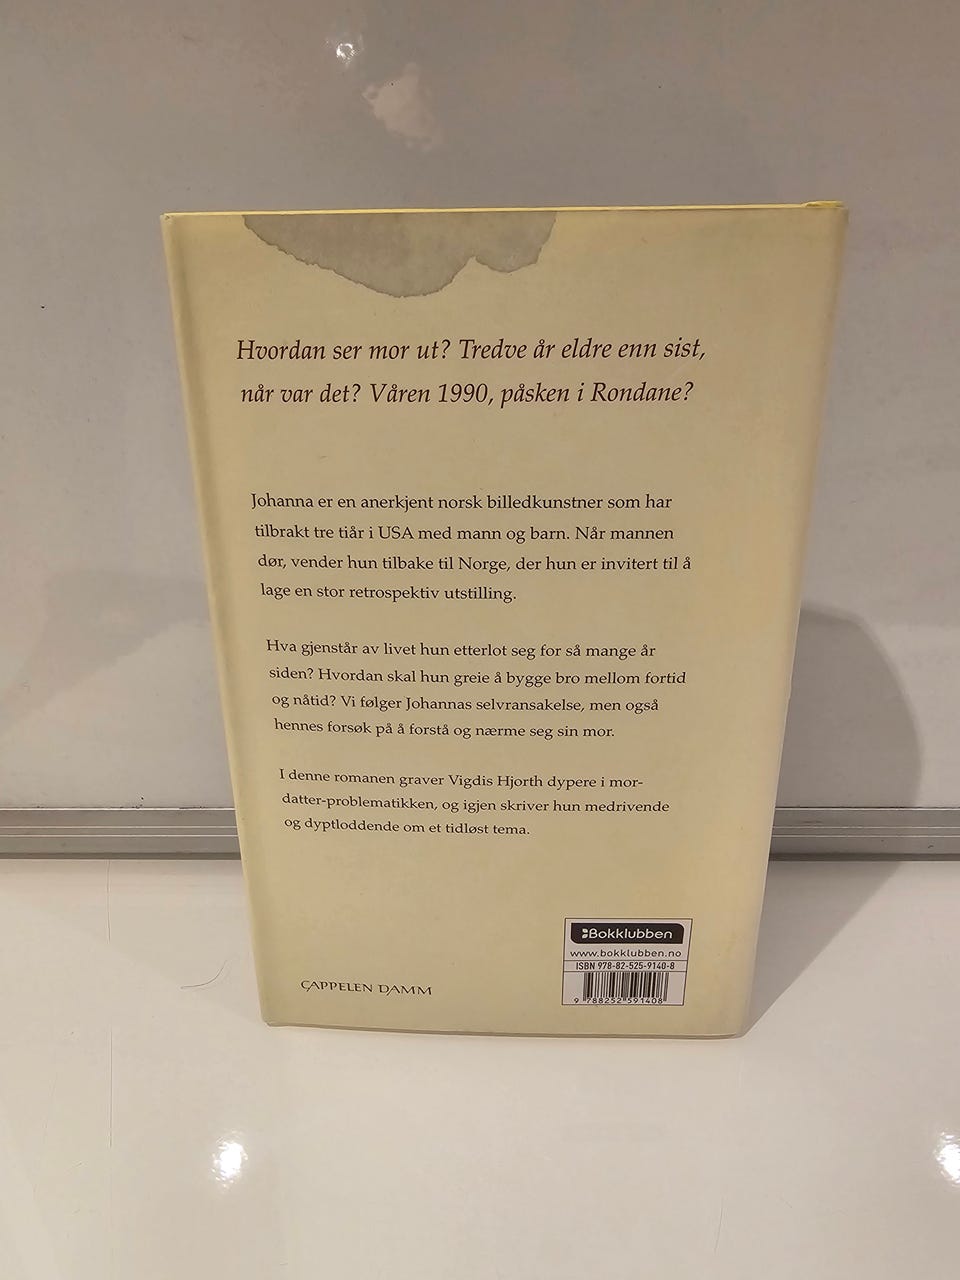 Hvordan ser mor ut? Tredve år eldre enn sist,
når var det? Våren 1990, påsken i Rondane?
Johanna er en anerkjent norsk billedkunstner som har
tilbrakt tre tiår i USA med mann og barn. Når mannen
dør, vender hun tilbake til Norge, der hun er invitert til å
lage en stor retrospektiv utstilling.
Hva gjenstår av livet hun etterlot seg for så mange år
siden? Hvordan skal hun greie å bygge bro mellom fortid
og nåtid? Vi følger Johannas selvransakelse, men også
hennes forsøk på å forstå og nærme seg sin mor.
I denne romanen graver Vigdis Hjorth dypere i mor-
datter-problematikken, og igjen skriver hun medrivende
og dyptloddende om et tidløst tema.
Bokklubben
www.bokklubben.no
ISBN 978-82-525-9140-8
9 788252 591408
CAPPELEN DAMM